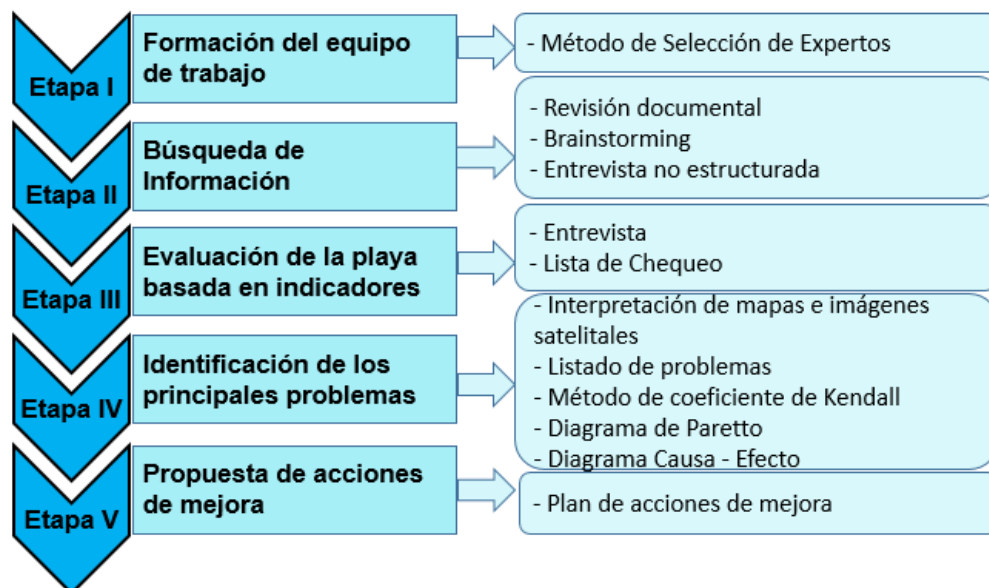 Etapa I
Formación del equipo
de trabajo
- Método de Selección de Expertos
Etapa II
Búsqueda de
Información
- Revisión documental
- Brainstorming
- Entrevista no estructurada
Etapa III
Evaluación de la playa
basada en indicadores
- Entrevista
- Lista de Chequeo
Etapa IV
Identificación de los
principales problemas
- Interpretación de mapas e imágenes
satelitales
- Listado de problemas
- Método de coeficiente de Kendall
- Diagrama de Paretto
- Diagrama Causa - Efecto
Etapa V
Propuesta de acciones
de mejora
- Plan de acciones de mejora